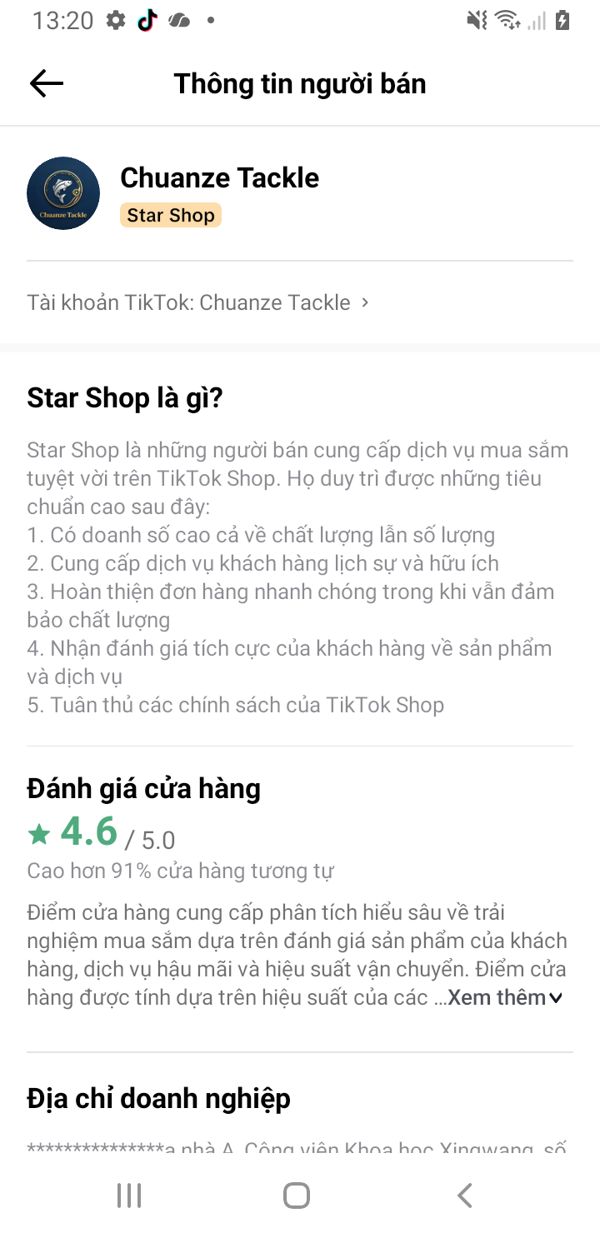 13:20
Thông tin người bán
Chuanze Tackle
Chuanze Tackle
Star Shop
Tài khoản TikTok: Chuanze Tackle >
Star Shop là gì?
Star Shop là những người bán cung cấp dịch vụ mua sắm
tuyệt vời trên TikTok Shop. Họ duy trì được những tiêu
chuẩn cao sau đây:
1. Có doanh số cao cả về chất lượng lẫn số lượng
2. Cung cấp dịch vụ khách hàng lịch sự và hữu ích
3. Hoàn thiện đơn hàng nhanh chóng trong khi vẫn đảm
bảo chất lượng
4. Nhận đánh giá tích cực của khách hàng về sản phẩm
và dịch vụ
5. Tuân thủ các chính sách của TikTok Shop
Đánh giá cửa hàng
4.6 / 5.0
Cao hơn 91% cửa hàng tương tự
Điểm cửa hàng cung cấp phân tích hiểu sâu về trải
nghiệm mua sắm dựa trên đánh giá sản phẩm của khách
hàng, dịch vụ hậu mãi và hiệu suất vận chuyển. Điểm cửa
hàng được tính dựa trên hiệu suất của các ...Xem thêm
Địa chỉ doanh nghiệp
***************a nhà A, Công viên Khoa học Xingwang, số